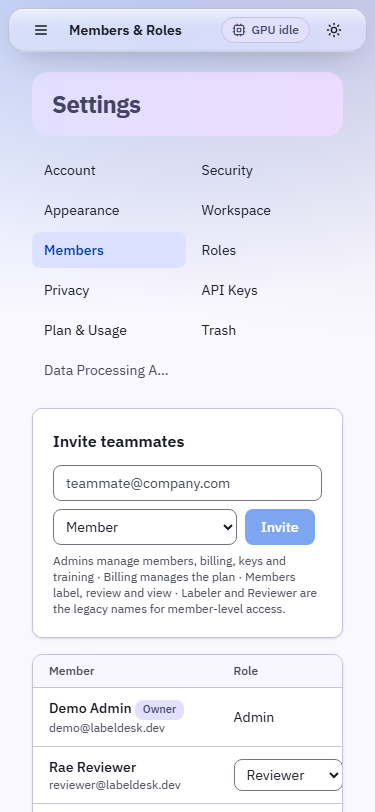 Members & Roles
GPU idle
Settings
Account
Security
Appearance
Workspace
Members
Roles
Privacy
API Keys
Plan & Usage
Trash
Data Processing A...
Invite teammates
teammate@company.com
Member
Invite
Admins manage members, billing, keys and
training · Billing manages the plan · Members
label, review and view · Labeler and Reviewer are
the legacy names for member-level access.
Member
Role
Demo Admin Owner
demo@labeldesk.dev
Admin
Rae Reviewer
reviewer@labeldesk.dev
Reviewer